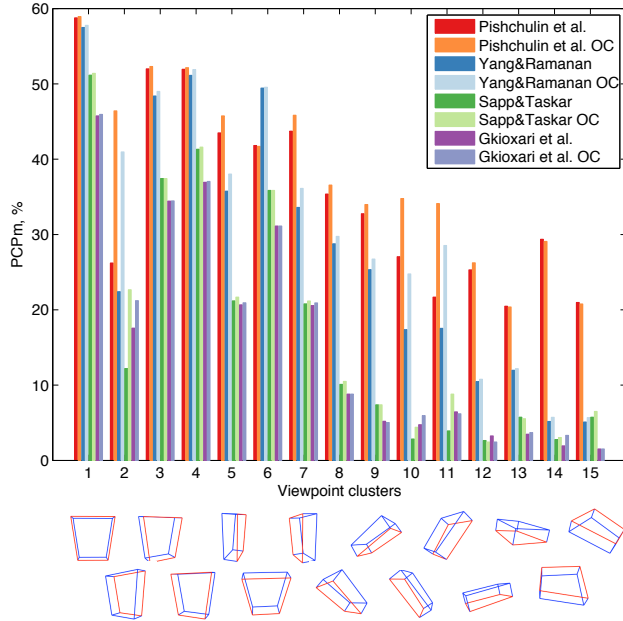 60
50
40
30
20
10
0
PCPm, %
Pishchulin et al.
Pishchulin et al. OC
Yang&Ramanan
Yang&Ramanan OC
Sapp&Taskar
Sapp&Taskar OC
Gkioxari et al.
Gkioxari et al. OC
1 2 3 4 5 6 7 8 9 10 11 12 13 14 15
Viewpoint clusters